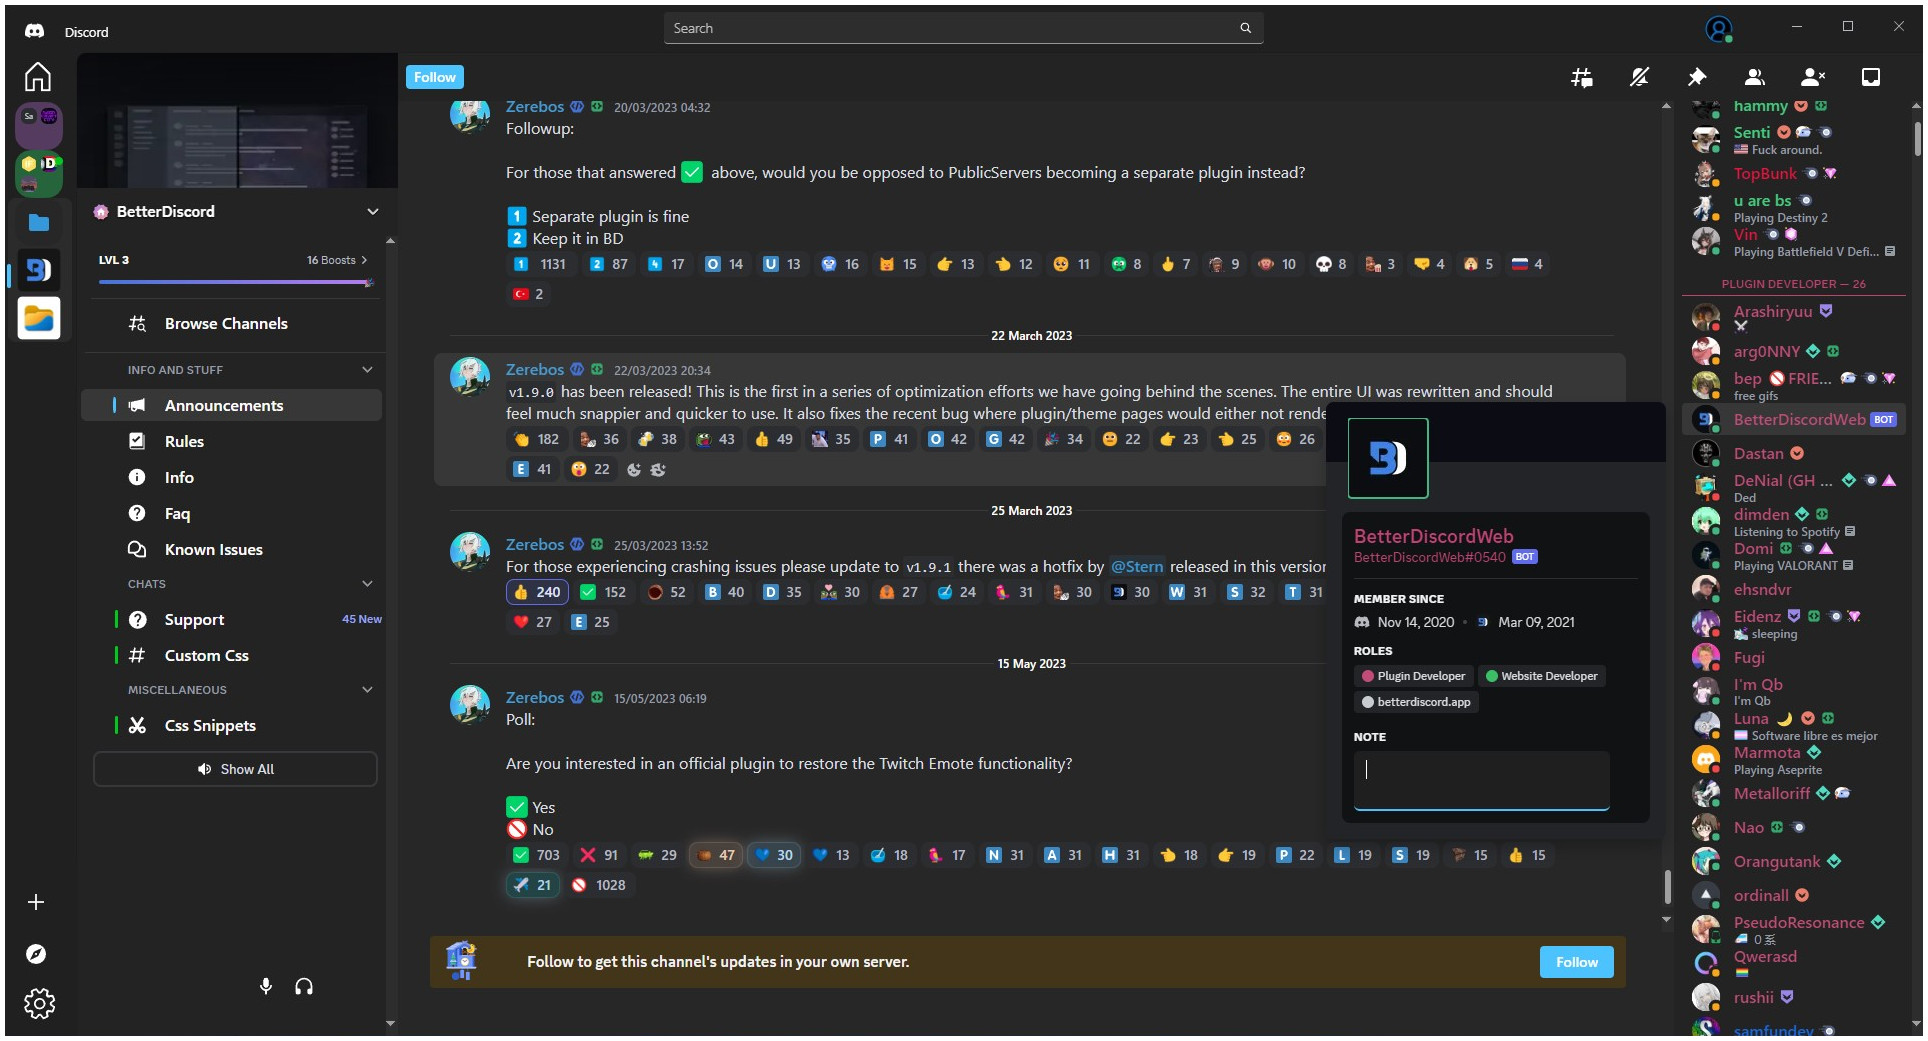 Discord
Search
Follow
BetterDiscord
LVL 3
16 Boosts
Browse Channels
INFO AND STUFF
Announcements
Rules
Info
Faq
Known Issues
CHATS
Support
45 New
Custom Css
MISCELLANEOUS
Css Snippets
Show All
Zerebos 20/03/2023 04:32
Followup:
For those that answered ✅ above, would you be opposed to PublicServers becoming a separate plugin instead?
1 Separate plugin is fine
2 Keep it in BD
1 1131 2 87 4 17 O 14 U 13 16 15 13 12 11 8 7 9 10 8 3 4 5 4
2
22 March 2023
Zerebos 22/03/2023 20:34
v1.9.0 has been released! This is the first in a series of optimization efforts we have going behind the scenes. The entire UI was rewritten and should
feel much snappier and quicker to use. It also fixes the recent bug where plugin/theme pages would either not rende
182 36 38 43 49 35 P 41 O 42 G 42 34 22 23 25 26
E 41 22
25 March 2023
Zerebos 25/03/2023 13:52
For those experiencing crashing issues please update to v1.9.1 there was a hotfix by @Stern released in this version
240 152 52 B 40 D 35 30 27 24 31 30 30 W 31 S 32 T 31
27 E 25
15 May 2023
Zerebos 15/05/2023 06:19
Poll:
Are you interested in an official plugin to restore the Twitch Emote functionality?
✅ Yes
🚫 No
703 91 29 47 30 13 18 17 N 31 A 31 H 31 18 19 P 22 L 19 S 19 15 15
21 1028
Follow to get this channel's updates in your own server.
Follow
BetterDiscordWeb
BetterDiscordWeb#0540 BOT
MEMBER SINCE
Nov 14, 2020 • Mar 09, 2021
ROLES
Plugin Developer Website Developer
betterdiscord.app
NOTE
hammy
Senti
Fuck around.
TopBunk
u are bs
Playing Destiny 2
Vin
Playing Battlefield V Defi...
PLUGIN DEVELOPER — 26
Arashiryuu
arg0NNY
bep 🚫FRIE...
free gifs
BetterDiscordWeb BOT
Dastan
DeNial (GH ...
Ded
dimden
Listening to Spotify
Domi
Playing VALORANT
ehsndvr
Eidenz
sleeping
Fugi
I'm Qb
I'm Qb
Luna 🌙
Software libre es mejor
Marmota
Playing Aseprite
Metalloriff
Nao
Orangutank
ordinall
PseudoResonance
0 系
Qwerasd
rushii
samfundev